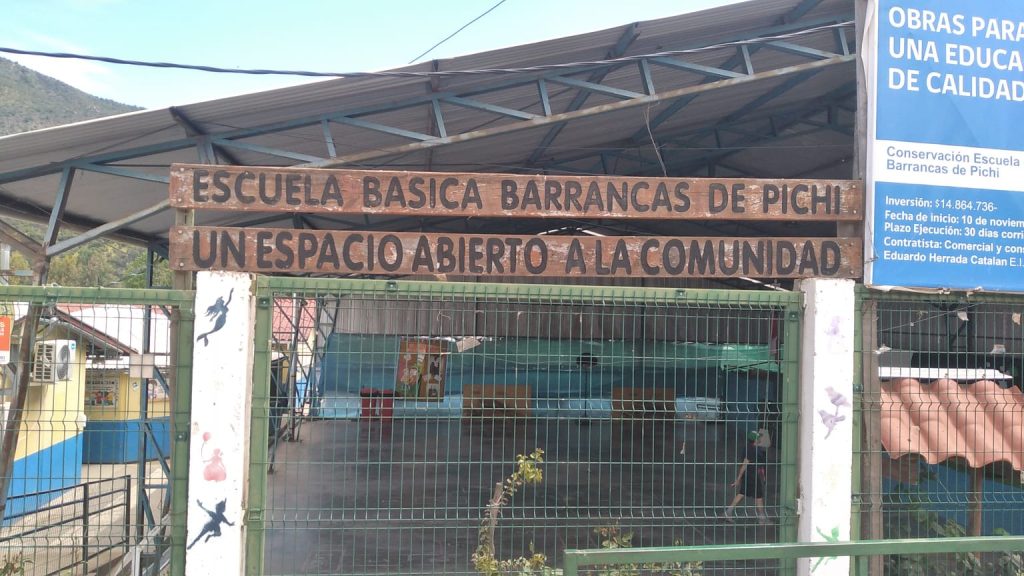 ESCUELA BASICA BARRANCAS DE PICHI
UN ESPACIO ABIERTO A LA COMUNIDAD
OBRAS PARA
UNA EDUCA
DE CALIDAD
Conservación Escuela
Barrancas de Pichi
Inversión: $14.864.736-
Fecha de inicio: 10 de noviem
Plazo Ejecución: 30 días corri
Contratista: Comercial y con
Eduardo Herrada Catalan E.I.